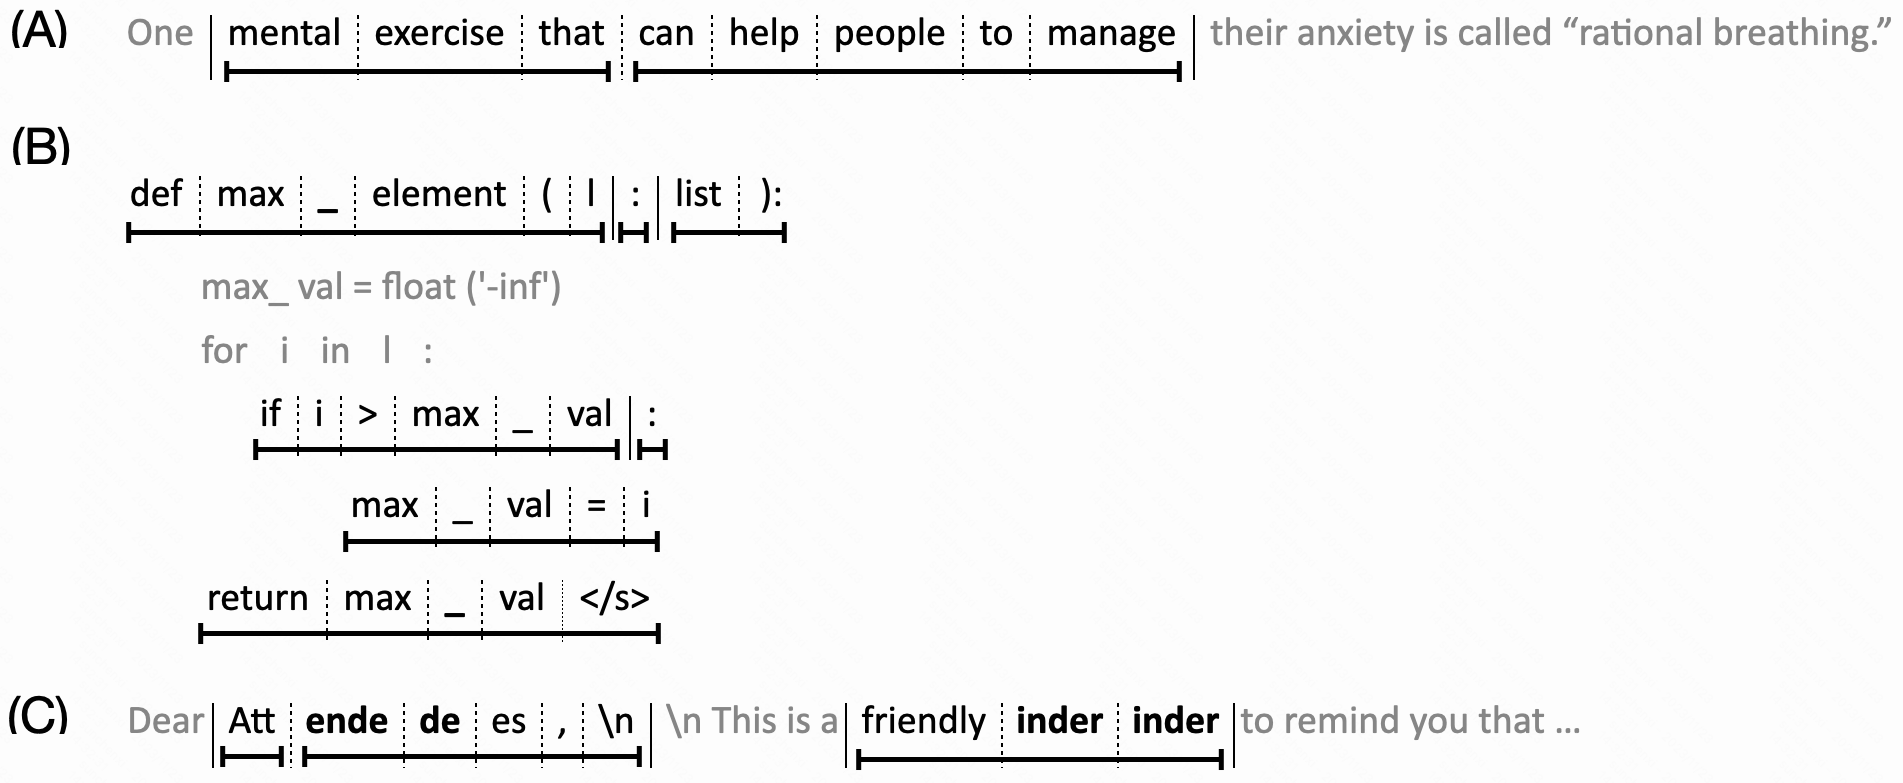 (A) One mental exercise that can help people to manage their anxiety is called “rational breathing.”
(B)
def max _ element ( l : list ):
max_ val = float ('-inf')
for i in l :
if i > max _ val :
max _ val = i
return max _ val </s>
(C) Dear Att ende de es , \n \n This is a friendly inder inder to remind you that ...